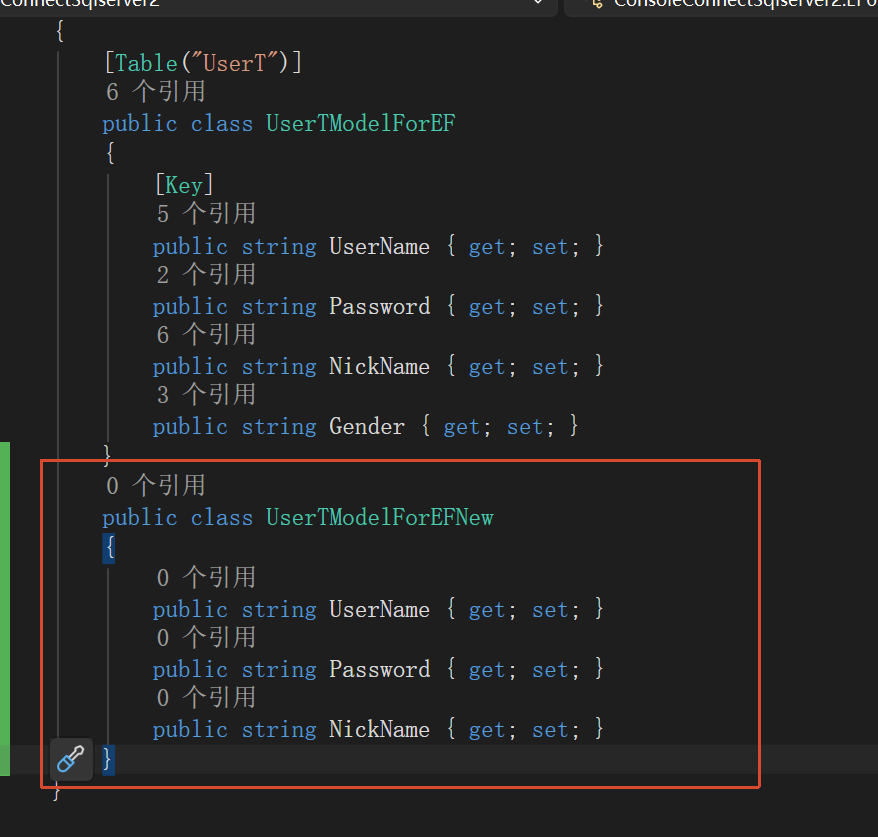 ConnectSqlserver2
ConsoleConnectSqlserver2.EF
{
[Table("UserT")]
6 个引用
public class UserTModelForEF
{
[Key]
5 个引用
public string UserName { get; set; }
2 个引用
public string Password { get; set; }
6 个引用
public string NickName { get; set; }
3 个引用
public string Gender { get; set; }
}
0 个引用
public class UserTModelForEFNew
{
0 个引用
public string UserName { get; set; }
0 个引用
public string Password { get; set; }
0 个引用
public string NickName { get; set; }
}
}